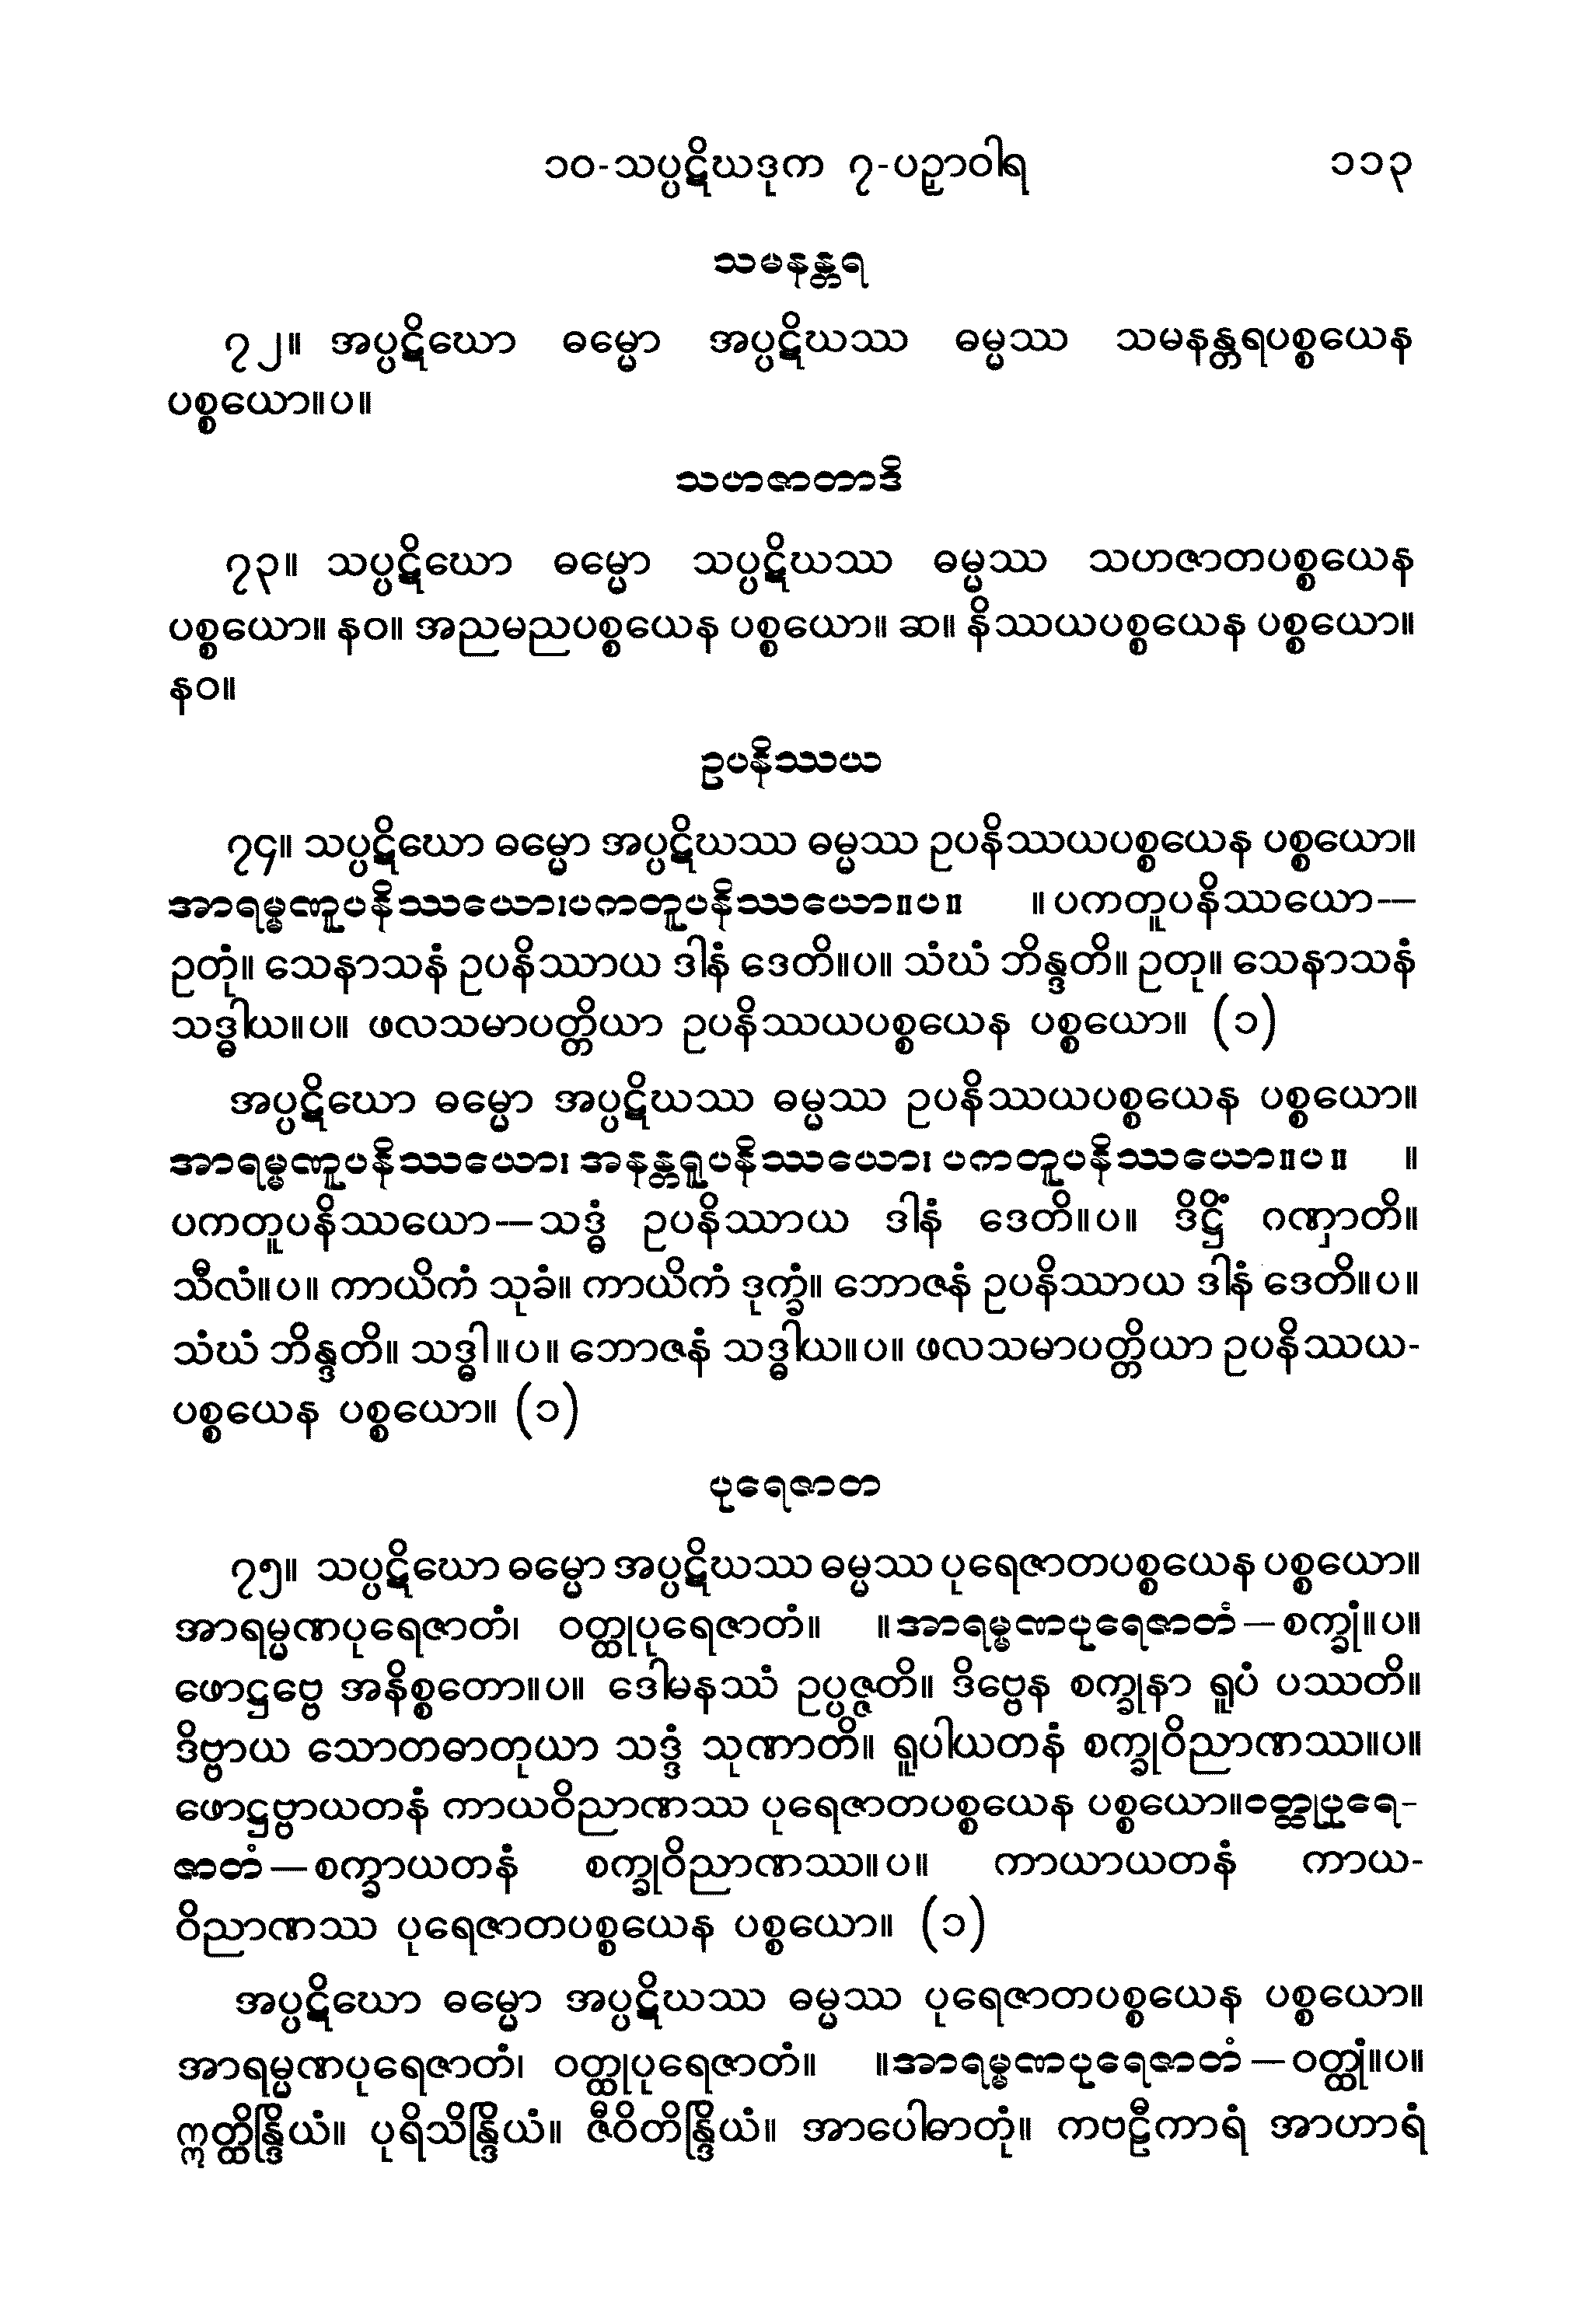 ၁၀-သပ္ပဋိဃဒုက ၇-ပဉှာဝါရ ၁၁၃
သမနန္တရ
၇၂။ အပ္ပဋိဃော ဓမ္မော အပ္ပဋိဃဿ ဓမ္မဿ သမနန္တရပစ္စယေန
ပစ္စယော။ပ။
သဟဇာတာဒိ
၇၃။ သပ္ပဋိဃော ဓမ္မော သပ္ပဋိဃဿ ဓမ္မဿ သဟဇာတပစ္စယေန
ပစ္စယော။ နဝ။ အညမညပစ္စယေန ပစ္စယော။ ဆ။ နိဿယပစ္စယေန ပစ္စယော။
နဝ။
ဥပနိဿယ
၇၄။ သပ္ပဋိဃော ဓမ္မော အပ္ပဋိဃဿ ဓမ္မဿ ဥပနိဿယပစ္စယေန ပစ္စယော။
အာရမ္မဏူပနိဿယော၊ပကတူပနိဿယော။ပ။ ။ပကတူပနိဿယော—
ဥတုံ။ သေနာသနံ ဥပနိဿာယ ဒါနံ ဒေတိ။ပ။ သံဃံ ဘိန္ဒတိ။ ဥတု။ သေနာသနံ
သဒ္ဓါယ။ပ။ ဖလသမာပတ္တိယာ ဥပနိဿယပစ္စယေန ပစ္စယော။ (၁)
အပ္ပဋိဃော ဓမ္မော အပ္ပဋိဃဿ ဓမ္မဿ ဥပနိဿယပစ္စယေန ပစ္စယော။
အာရမ္မဏူပနိဿယော၊ အနန္တရူပနိဿယော၊ ပကတူပနိဿယော။ပ။ ။
ပကတူပနိဿယော—သဒ္ဓံ ဥပနိဿာယ ဒါနံ ဒေတိ။ပ။ ဒိဋ္ဌိံ ဂဏှာတိ။
သီလံ။ပ။ ကာယိကံ သုခံ။ ကာယိကံ ဒုက္ခံ။ ဘောဇနံ ဥပနိဿာယ ဒါနံ ဒေတိ။ပ။
သံဃံ ဘိန္ဒတိ။ သဒ္ဓါ။ပ။ ဘောဇနံ သဒ္ဓါယ။ပ။ ဖလသမာပတ္တိယာ ဥပနိဿယ-
ပစ္စယေန ပစ္စယော။ (၁)
ပုရေဇာတ
၇၅။ သပ္ပဋိဃော ဓမ္မော အပ္ပဋိဃဿ ဓမ္မဿ ပုရေဇာတပစ္စယေန ပစ္စယော။
အာရမ္မဏပုရေဇာတံ၊ ဝတ္ထုပုရေဇာတံ။ ။အာရမ္မဏပုရေဇာတံ—စက္ခုံ။ပ။
ဖောဋ္ဌဗ္ဗေ အနိစ္စတော။ပ။ ဒေါမနဿံ ဥပ္ပဇ္ဇတိ။ ဒိဗ္ဗေန စက္ခုနာ ရူပံ ပဿတိ။
ဒိဗ္ဗာယ သောတဓာတုယာ သဒ္ဒံ သုဏာတိ။ ရူပါယတနံ စက္ခုဝိညာဏဿ။ပ။
ဖောဋ္ဌဗ္ဗာယတနံ ကာယဝိညာဏဿ ပုရေဇာတပစ္စယေန ပစ္စယော။ဝတ္ထုပုရေ-
ဇာတံ—စက္ခာယတနံ စက္ခုဝိညာဏဿ။ပ။ ကာယာယတနံ ကာယ-
ဝိညာဏဿ ပုရေဇာတပစ္စယေန ပစ္စယော။ (၁)
အပ္ပဋိဃော ဓမ္မော အပ္ပဋိဃဿ ဓမ္မဿ ပုရေဇာတပစ္စယေန ပစ္စယော။
အာရမ္မဏပုရေဇာတံ၊ ဝတ္ထုပုရေဇာတံ။ ။အာရမ္မဏပုရေဇာတံ—ဝတ္ထုံ။ပ။
ဣတ္ထိန္ဒြိယံ။ ပုရိသိန္ဒြိယံ။ ဇီဝိတိန္ဒြိယံ။ အာပေါဓာတုံ။ ကဗဠီကာရံ အာဟာရံ